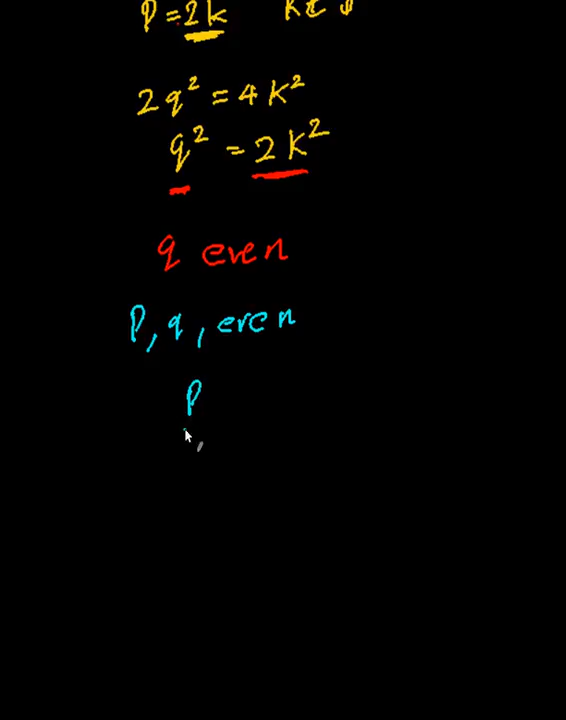 P = 2k
2q² = 4k²
q² = 2k²
q even
P, q, even
P